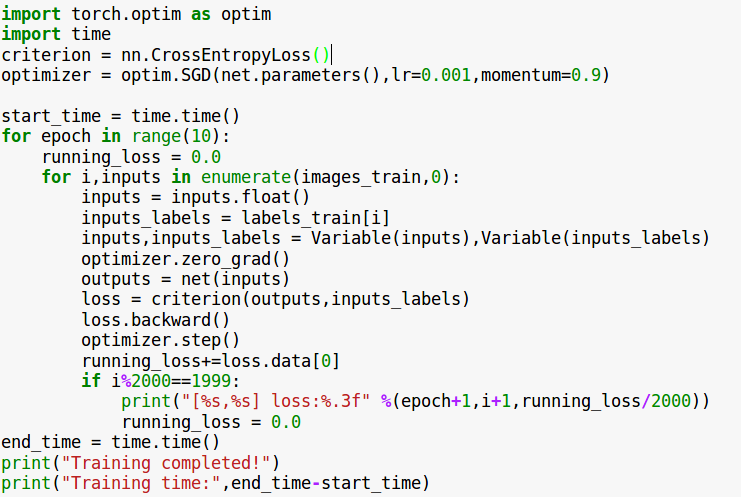 import torch.optim as optim
import time
criterion = nn.CrossEntropyLoss()
optimizer = optim.SGD(net.parameters(),lr=0.001,momentum=0.9)

start_time = time.time()
for epoch in range(10):
    running_loss = 0.0
    for i,inputs in enumerate(images_train,0):
        inputs = inputs.float()
        inputs_labels = labels_train[i]
        inputs,inputs_labels = Variable(inputs),Variable(inputs_labels)
        optimizer.zero_grad()
        outputs = net(inputs)
        loss = criterion(outputs,inputs_labels)
        loss.backward()
        optimizer.step()
        running_loss+=loss.data[0]
        if i%2000==1999:
            print("[%s,%s] loss:%.3f" %(epoch+1,i+1,running_loss/2000))
            running_loss = 0.0
end_time = time.time()
print("Training completed!")
print("Training time:",end_time-start_time)